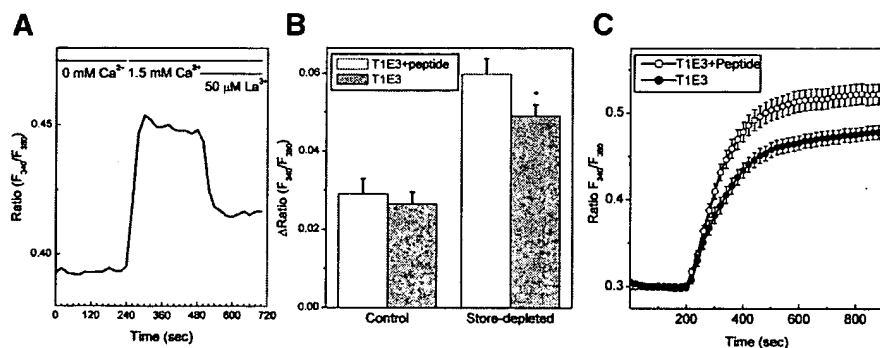 A
0 mM Ca²⁻ 1.5 mM Ca²⁺
50 µM La³⁺
Ratio (F₃₄₀/F₃₈₀)
0.45
0.40
0 120 240 360 480 600 720
Time (sec)
B
T1E3+peptide
T1E3
ΔRatio (F₃₄₀/F₃₈₀)
0.06
0.04
0.02
0.00
*
Control Store-depleted
C
T1E3+Peptide
T1E3
Ratio F₃₄₀/F₃₈₀
0.5
0.4
0.3
200 400 600 800
Time (sec)